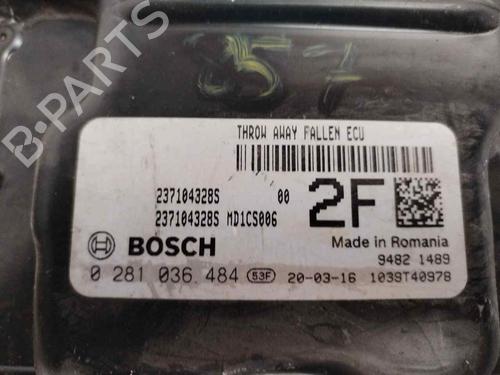 57
THROW AWAY FALLEN ECU
237104328S 00
237104328S MD1CS006
2F
BOSCH
Made in Romania
9482 1489
0 281 036 484 53F 20-03-16 1039T40978
B-PARTS